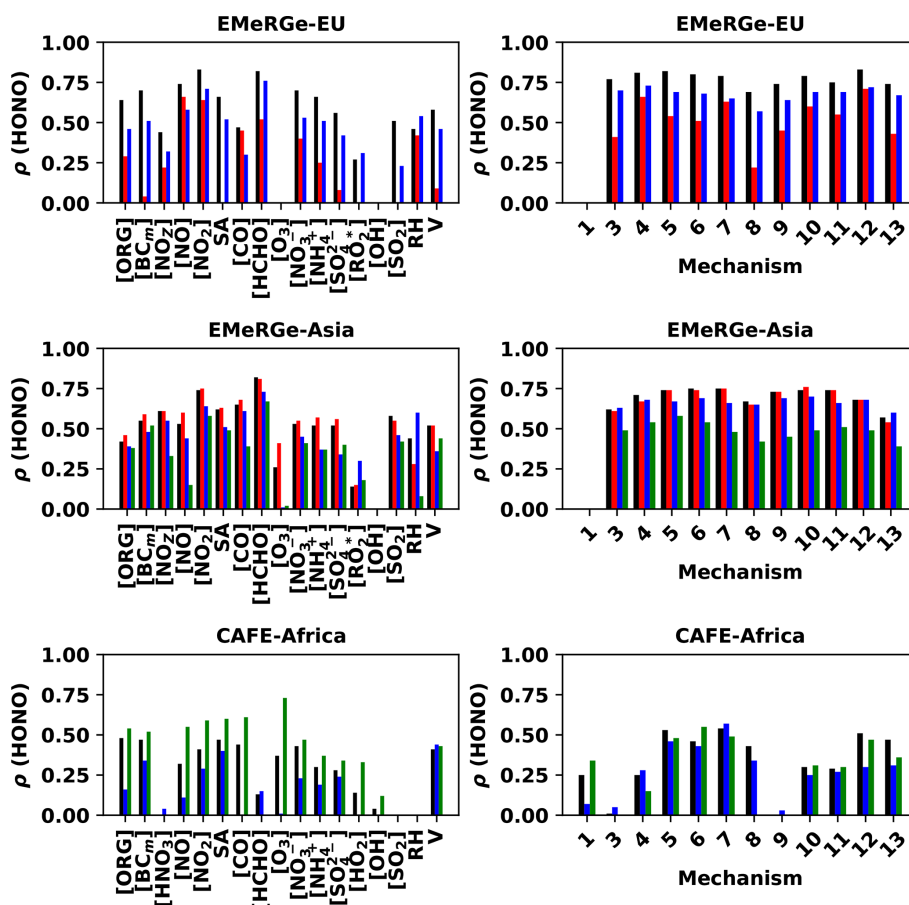 EMeRGe-EU
ρ (HONO)
1.00
0.75
0.50
0.25
0.00
[ORG]
[BCm]
[NOz]
[NO]
[NO2]
SA
[CO]
[HCHO]
[O3]
[NO3−]
[NH4+]
[SO42−]
[RO2*]
[OH]
[SO2]
RH
V
EMeRGe-EU
ρ (HONO)
1.00
0.75
0.50
0.25
0.00
1 3 4 5 6 7 8 9 10 11 12 13
Mechanism
EMeRGe-Asia
ρ (HONO)
1.00
0.75
0.50
0.25
0.00
[ORG]
[BCm]
[NOz]
[NO]
[NO2]
SA
[CO]
[HCHO]
[O3]
[NO3−]
[NH4+]
[SO42−]
[RO2*]
[OH]
[SO2]
RH
V
EMeRGe-Asia
ρ (HONO)
1.00
0.75
0.50
0.25
0.00
1 3 4 5 6 7 8 9 10 11 12 13
Mechanism
CAFE-Africa
ρ (HONO)
1.00
0.75
0.50
0.25
0.00
[ORG]
[BCm]
[HNO3]
[NO]
[NO2]
SA
[CO]
[HCHO]
[O3]
[NO3−]
[NH4+]
[SO42−]
[HO2]
[OH]
[SO2]
RH
V
CAFE-Africa
ρ (HONO)
1.00
0.75
0.50
0.25
0.00
1 3 4 5 6 7 8 9 10 11 12 13
Mechanism